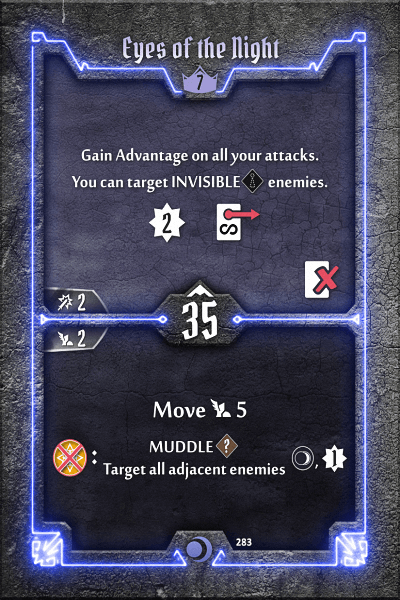 Eyes of the Night
7
Gain Advantage on all your attacks.
You can target INVISIBLE enemies.
2
2
35
2
Move 5
MUDDLE ?
: Target all adjacent enemies , 1
283